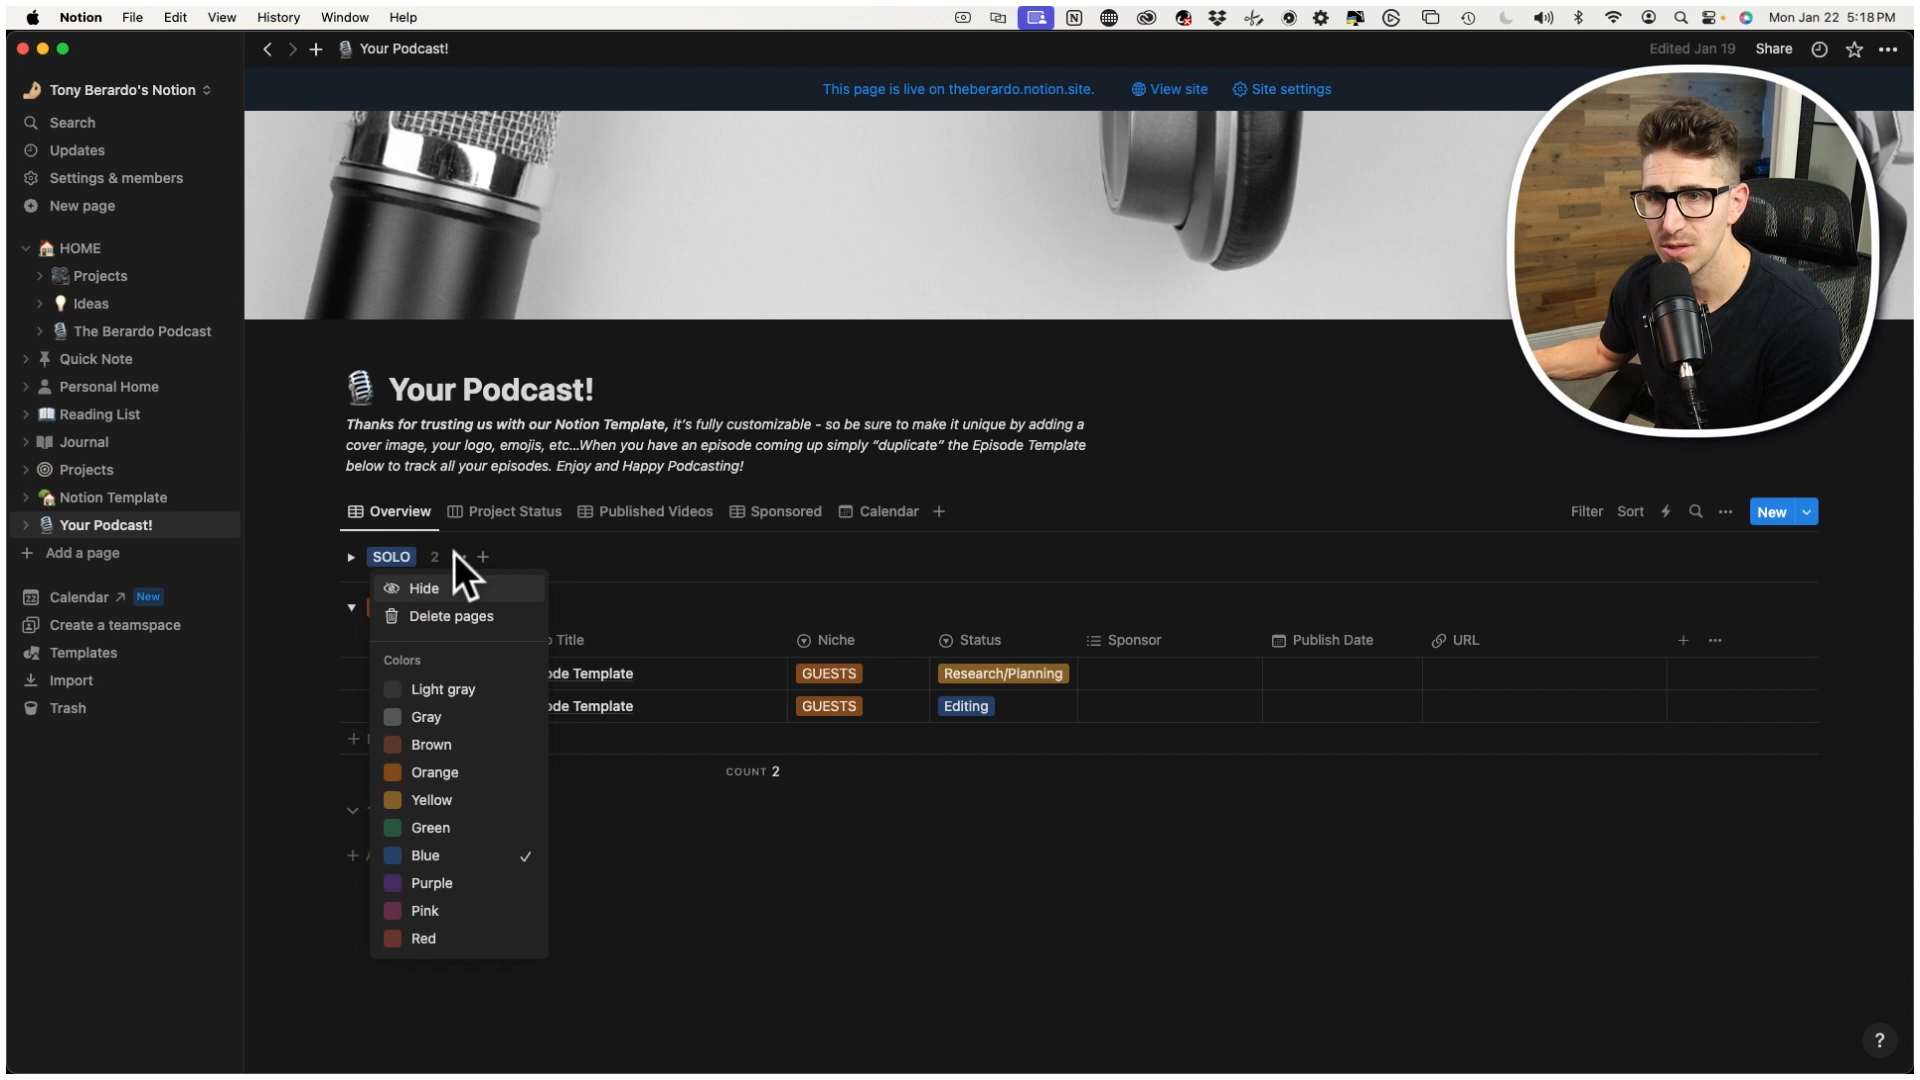 Notion File Edit View History Window Help
Mon Jan 22 5:18 PM
Your Podcast!
Edited Jan 19 Share
Tony Berardo's Notion
Search
Updates
Settings & members
New page
HOME
Projects
Ideas
The Berardo Podcast
Quick Note
Personal Home
Reading List
Journal
Projects
Notion Template
Your Podcast!
Add a page
Calendar ↗ New
Create a teamspace
Templates
Import
Trash
This page is live on theberardo.notion.site. View site Site settings
Your Podcast!
Thanks for trusting us with our Notion Template, it's fully customizable - so be sure to make it unique by adding a
cover image, your logo, emojis, etc...When you have an episode coming up simply “duplicate” the Episode Template
below to track all your episodes. Enjoy and Happy Podcasting!
Overview Project Status Published Videos Sponsored Calendar +
Filter Sort New
SOLO 2 +
Hide
Delete pages
Colors
Light gray
Gray
Brown
Orange
Yellow
Green
Blue
Purple
Pink
Red
Title Niche Status Sponsor Publish Date URL
ode Template GUESTS Research/Planning
ode Template GUESTS Editing
COUNT 2
?